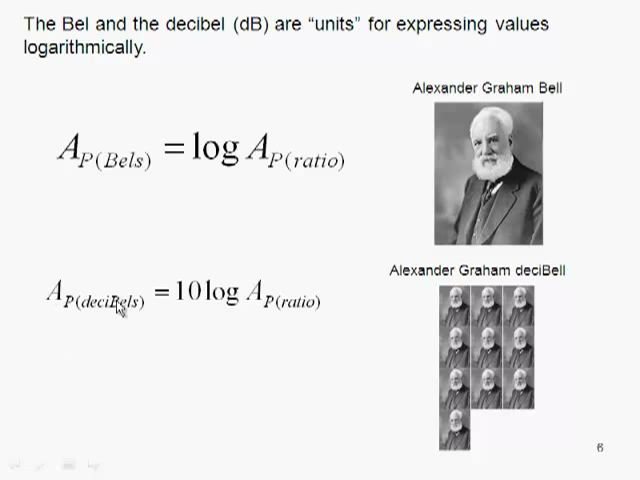 The Bel and the decibel (dB) are “units” for expressing values
logarithmically.
Alexander Graham Bell
A_P(Bels) = log A_P(ratio)
Alexander Graham deciBell
A_P(deciBels) = 10 log A_P(ratio)
6